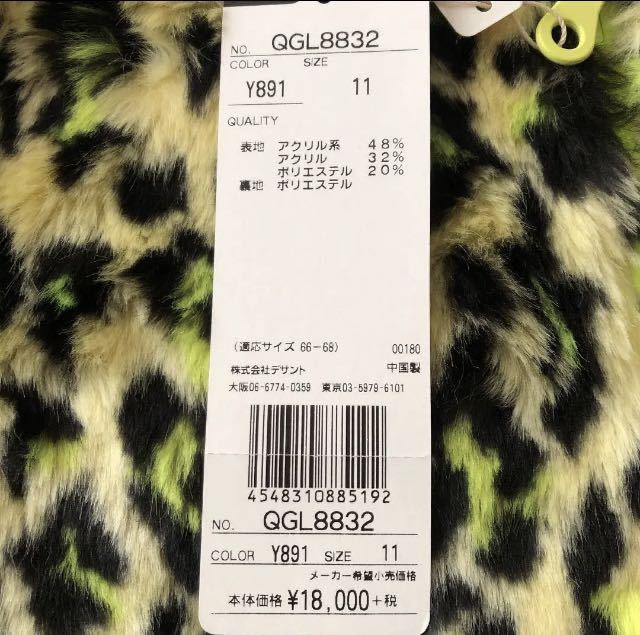 NO. QGL8832
COLOR SIZE
Y891 11
QUALITY
表地 アクリル系 48%
アクリル 32%
ポリエステル 20%
裏地 ポリエステル
(適応サイズ 66-68) 00180
株式会社デサント 中国製
大阪06-6774-0359 東京03-5979-6101
4548310885192
NO. QGL8832
COLOR Y891 SIZE 11
メーカー希望小売価格
本体価格 ¥18,000+税